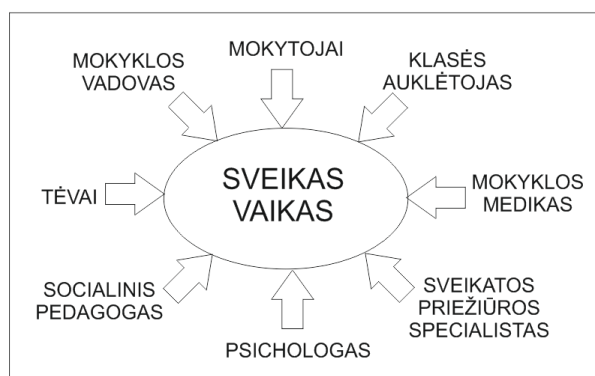 MOKYKLOS
VADOVAS
MOKYTOJAI
KLASĖS
AUKLĖTOJAS
TĖVAI
SVEIKAS
VAIKAS
MOKYKLOS
MEDIKAS
SOCIALINIS
PEDAGOGAS
PSICHOLOGAS
SVEIKATOS
PRIEŽIŪROS
SPECIALISTAS